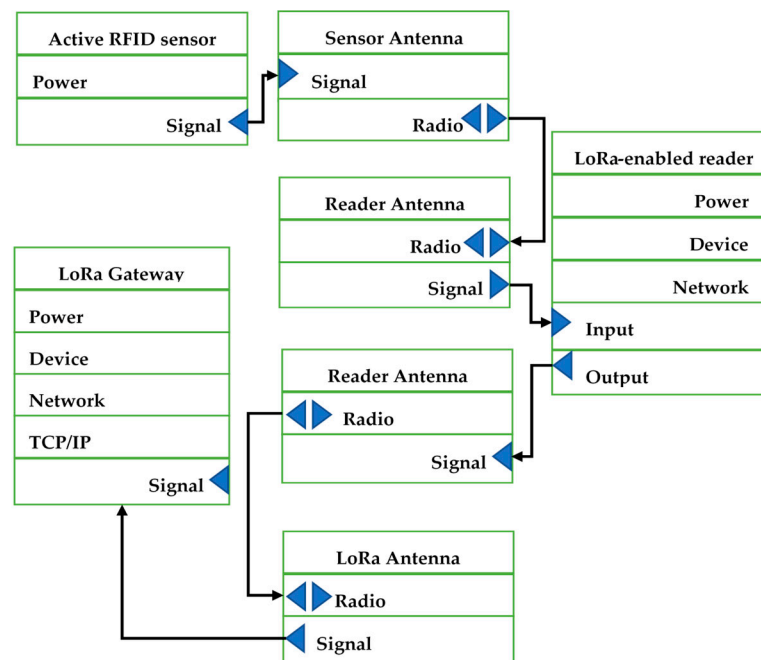 Active RFID sensor
Power
Signal
Sensor Antenna
Signal
Radio
LoRa-enabled reader
Power
Device
Network
Input
Output
Reader Antenna
Radio
Signal
LoRa Gateway
Power
Device
Network
TCP/IP
Signal
Reader Antenna
Radio
Signal
LoRa Antenna
Radio
Signal